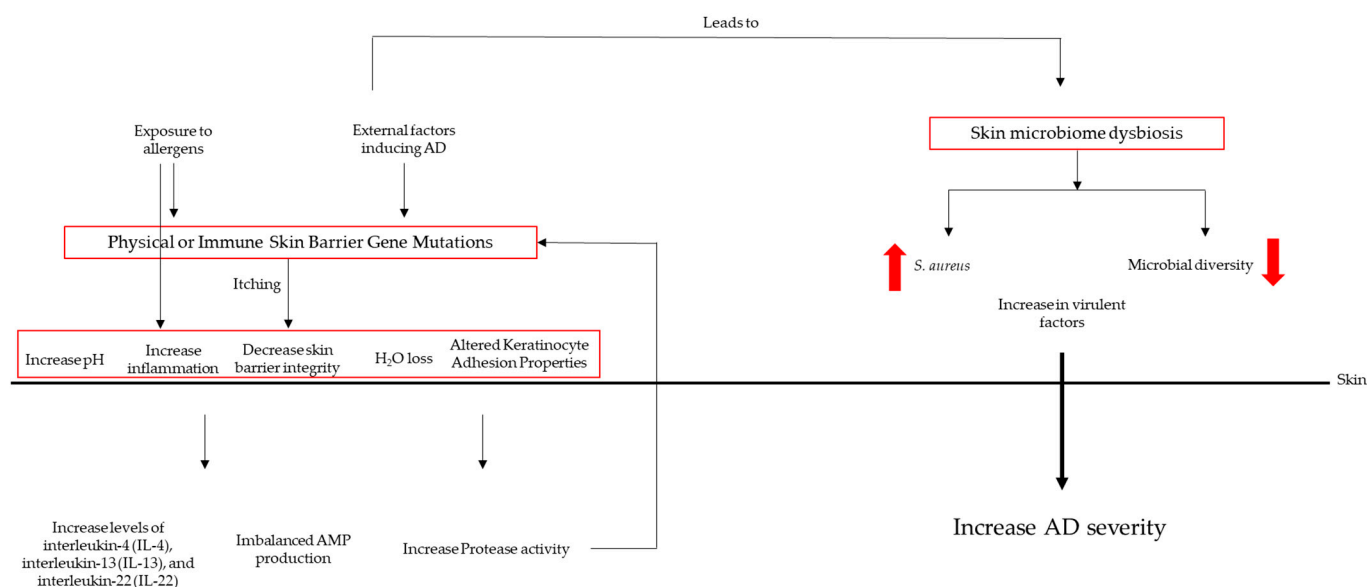 Leads to
Exposure to
allergens
External factors
inducing AD
Skin microbiome dysbiosis
Physical or Immune Skin Barrier Gene Mutations
Itching
S. aureus
Microbial diversity
Increase in virulent
factors
Increase pH
Increase
inflammation
Decrease skin
barrier integrity
H₂O loss
Altered Keratinocyte
Adhesion Properties
Skin
Increase levels of
interleukin-4 (IL-4),
interleukin-13 (IL-13), and
interleukin-22 (IL-22)
Imbalanced AMP
production
Increase Protease activity
Increase AD severity